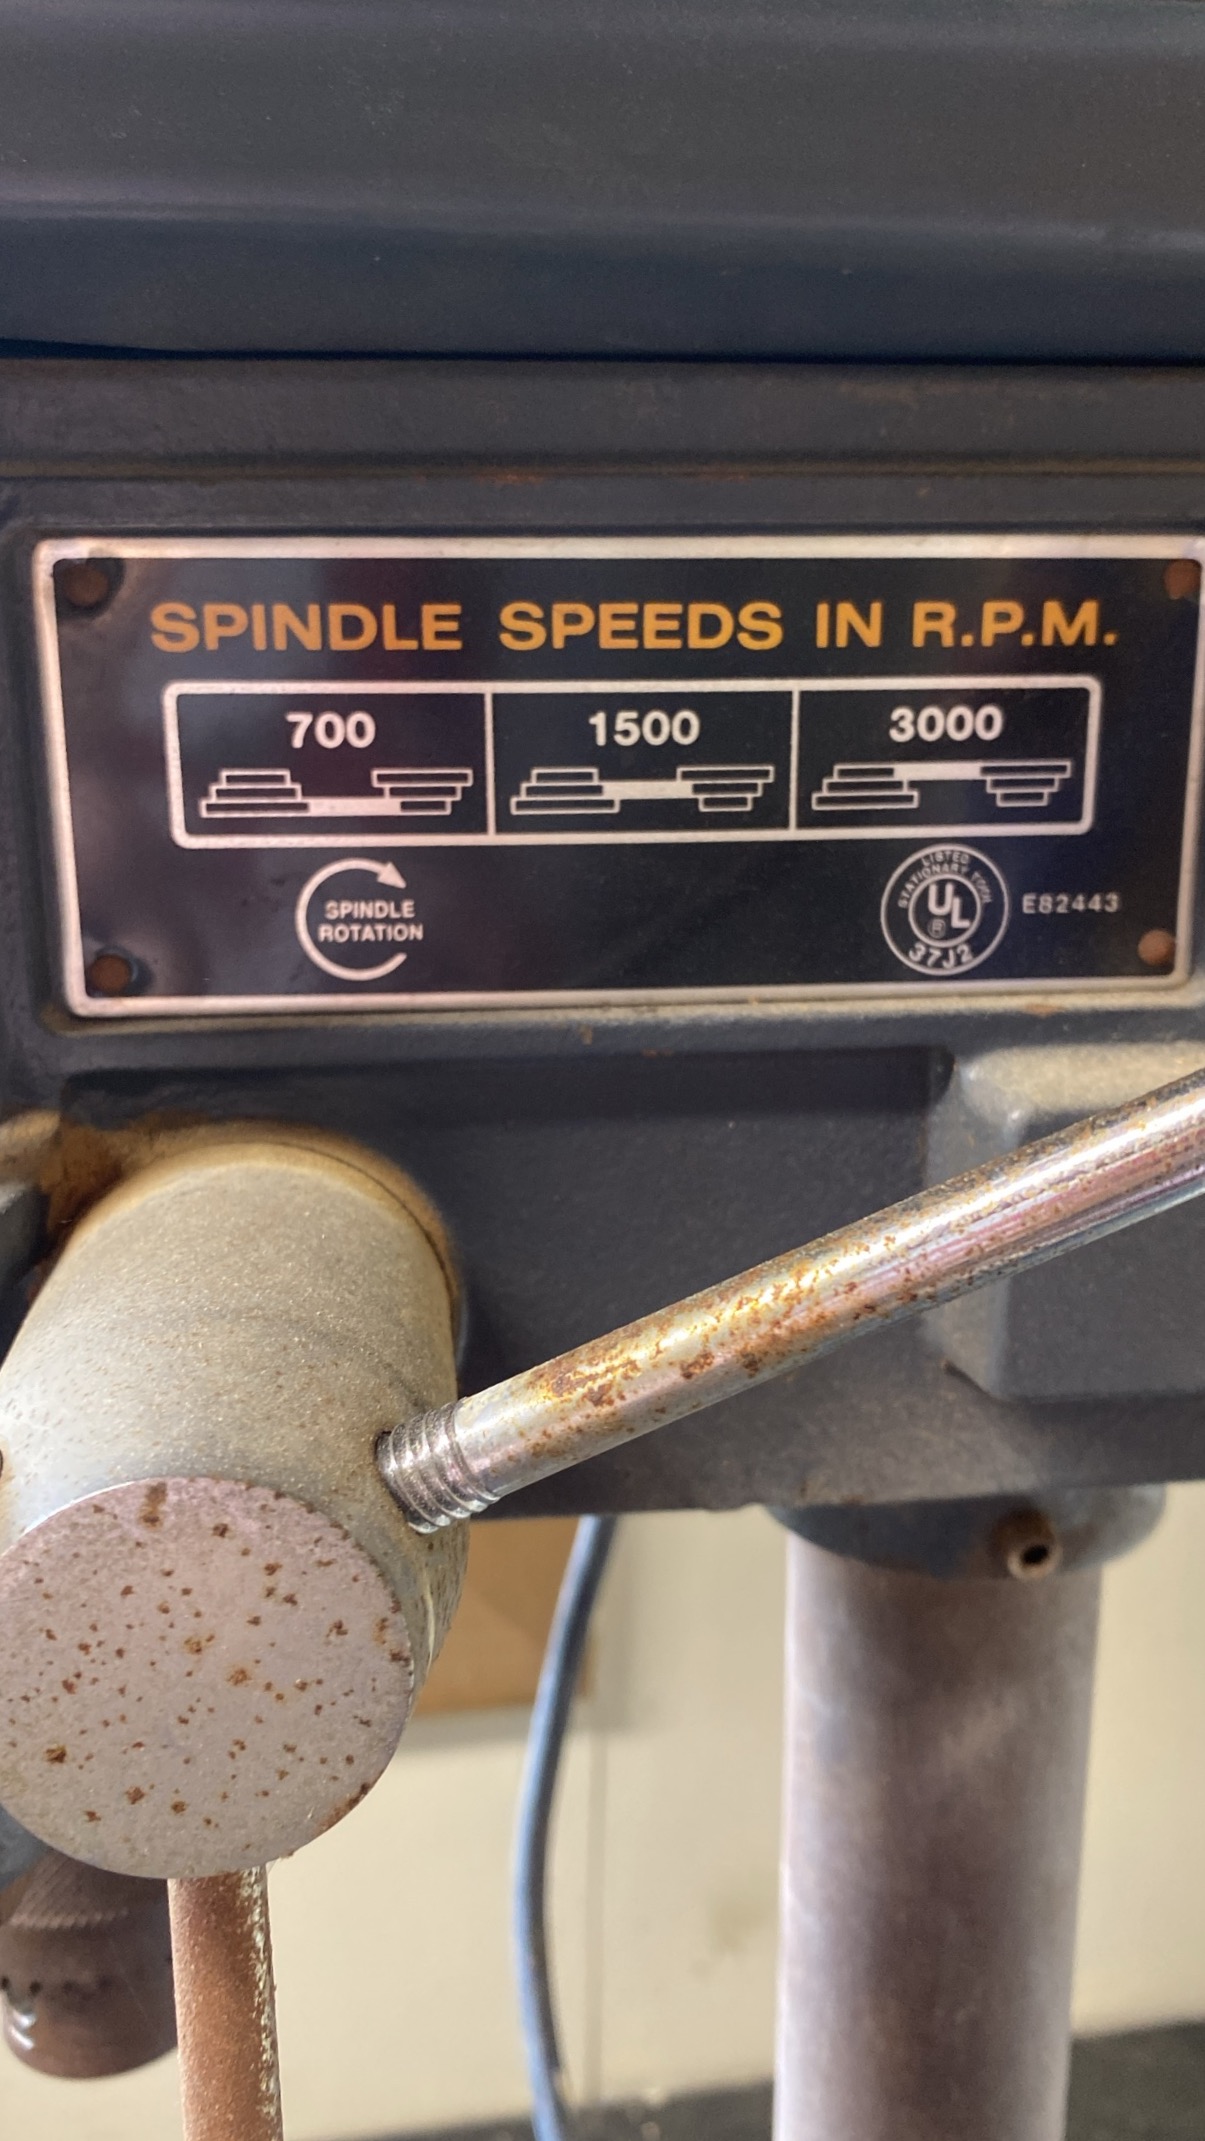 SPINDLE SPEEDS IN R.P.M.
700 1500 3000
SPINDLE
ROTATION
LISTED
STATIONARY TOOL
UL
®
37J2
E82443